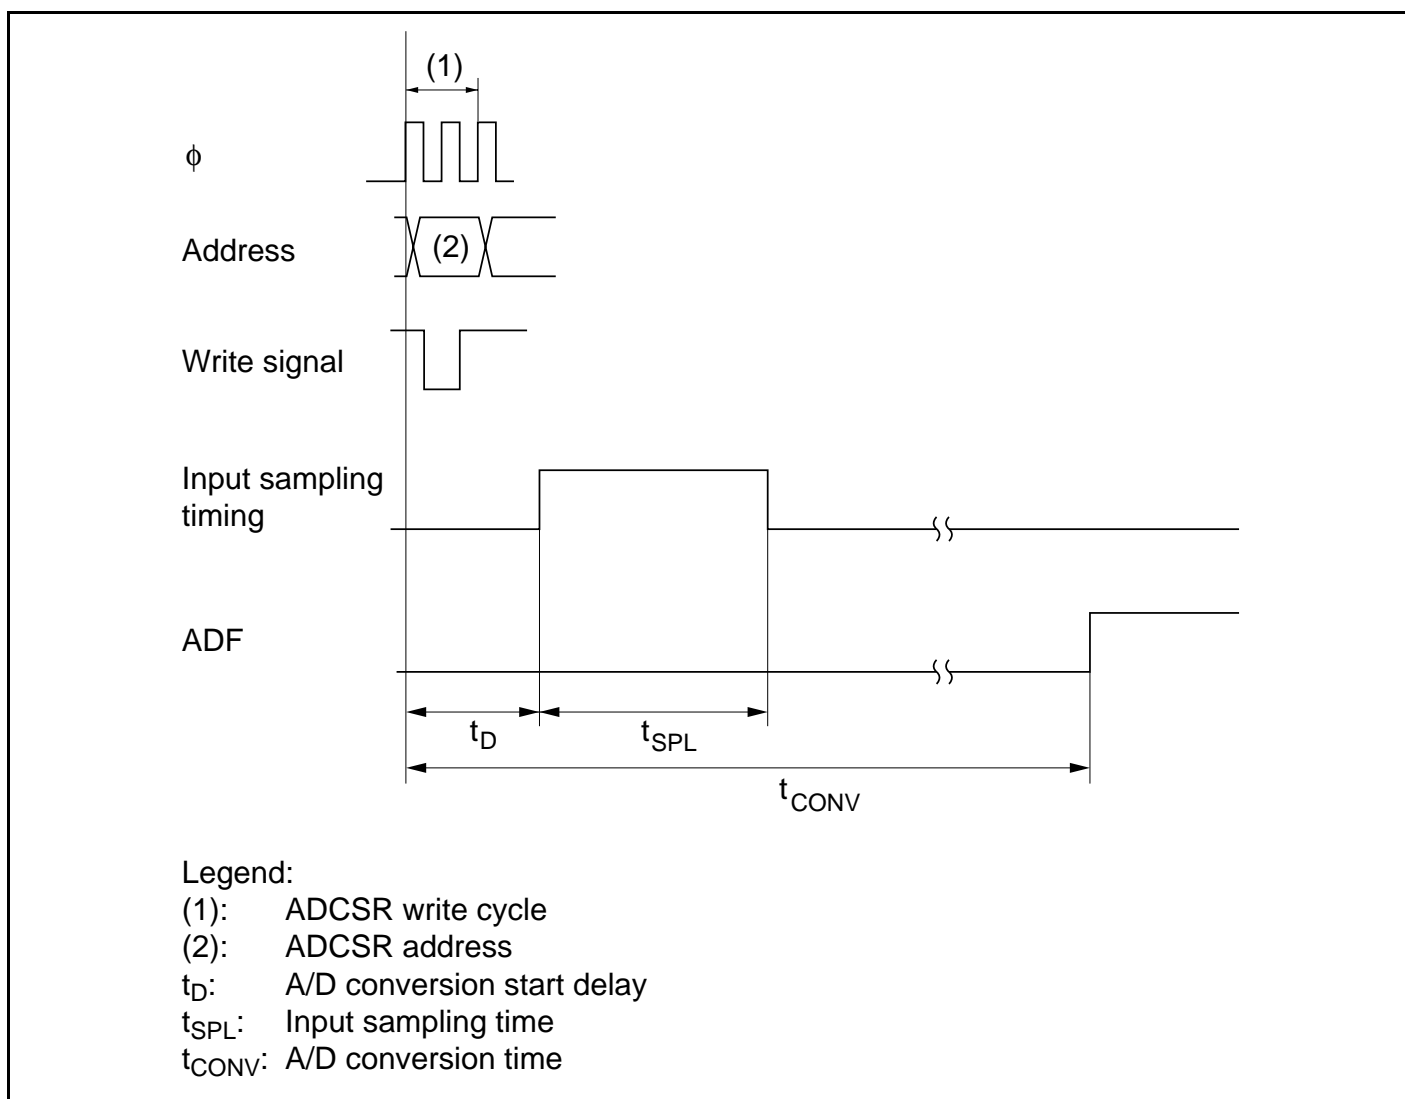 (1)
ϕ
Address
(2)
Write signal
Input sampling
timing
ADF
tD
tSPL
tCONV
Legend:
(1): ADCSR write cycle
(2): ADCSR address
tD: A/D conversion start delay
tSPL: Input sampling time
tCONV: A/D conversion time